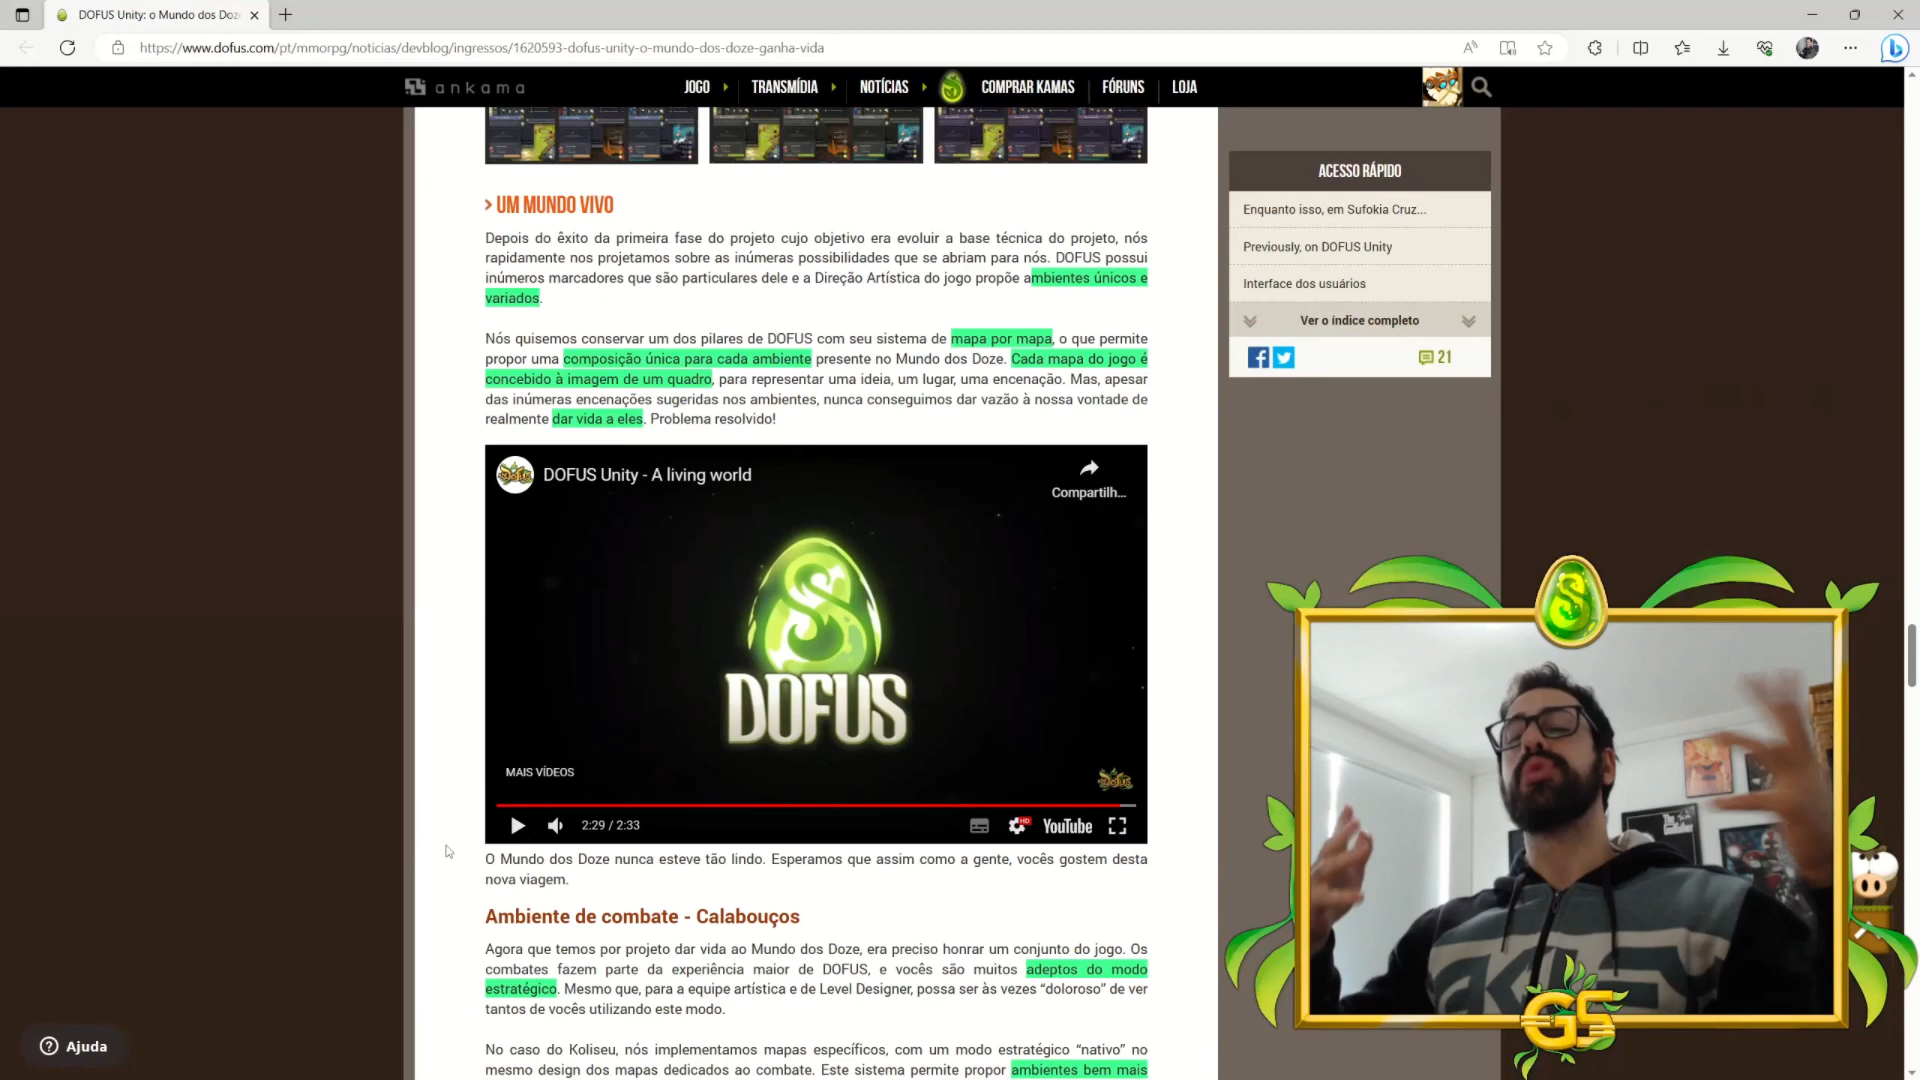 DOFUS Unity: o Mundo dos Doz
https://www.dofus.com/pt/mmorpg/noticias/devblog/ingressos/1620593-dofus-unity-o-mundo-dos-doze-ganha-vida
ankama
JOGO
TRANSMÍDIA
NOTÍCIAS
COMPRAR KAMAS
FÓRUNS
LOJA
> UM MUNDO VIVO
Depois do êxito da primeira fase do projeto cujo objetivo era evoluir a base técnica do projeto, nós
rapidamente nos projetamos sobre as inúmeras possibilidades que se abriam para nós. DOFUS possui
inúmeros marcadores que são particulares dele e a Direção Artística do jogo propõe ambientes únicos e
variados.
Nós quisemos conservar um dos pilares de DOFUS com seu sistema de mapa por mapa, o que permite
propor uma composição única para cada ambiente presente no Mundo dos Doze. Cada mapa do jogo é
concebido à imagem de um quadro, para representar uma ideia, um lugar, uma encenação. Mas, apesar
das inúmeras encenações sugeridas nos ambientes, nunca conseguimos dar vazão à nossa vontade de
realmente dar vida a eles. Problema resolvido!
DOFUS Unity - A living world
Compartilh...
DOFUS
MAIS VÍDEOS
2:29 / 2:33
HD
YouTube
O Mundo dos Doze nunca esteve tão lindo. Esperamos que assim como a gente, vocês gostem desta
nova viagem.
Ambiente de combate - Calabouços
Agora que temos por projeto dar vida ao Mundo dos Doze, era preciso honrar um conjunto do jogo. Os
combates fazem parte da experiência maior de DOFUS, e vocês são muitos adeptos do modo
estratégico. Mesmo que, para a equipe artística e de Level Designer, possa ser às vezes “doloroso” de ver
tantos de vocês utilizando este modo.
No caso do Koliseu, nós implementamos mapas específicos, com um modo estratégico “nativo” no
mesmo design dos mapas dedicados ao combate. Este sistema permite propor ambientes bem mais
ACESSO RÁPIDO
Enquanto isso, em Sufokia Cruz...
Previously, on DOFUS Unity
Interface dos usuários
Ver o índice completo
21
Ajuda
GS